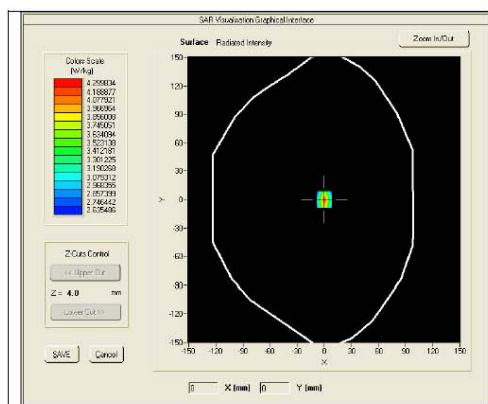 SAR Visualisation Graphical Interface
Surface Radiated Intensity
Zoom In/Out
Colors Scale
(W/kg)
4.299834
4.188877
4.077921
3.966964
3.856008
3.745051
3.634094
3.523138
3.412181
3.301225
3.190268
3.079312
2.968355
2.857399
2.746442
2.635486
Z Cuts Control
<< Upper Cut
Z = 4.0 mm
Lower Cut >>
SAVE Cancel
150
120
90
60
30
0
-30
-60
-90
-120
-150
Y
-150 -120 -90 -60 -30 0 30 60 90 120 150
X
0 X (mm) 0 Y (mm)